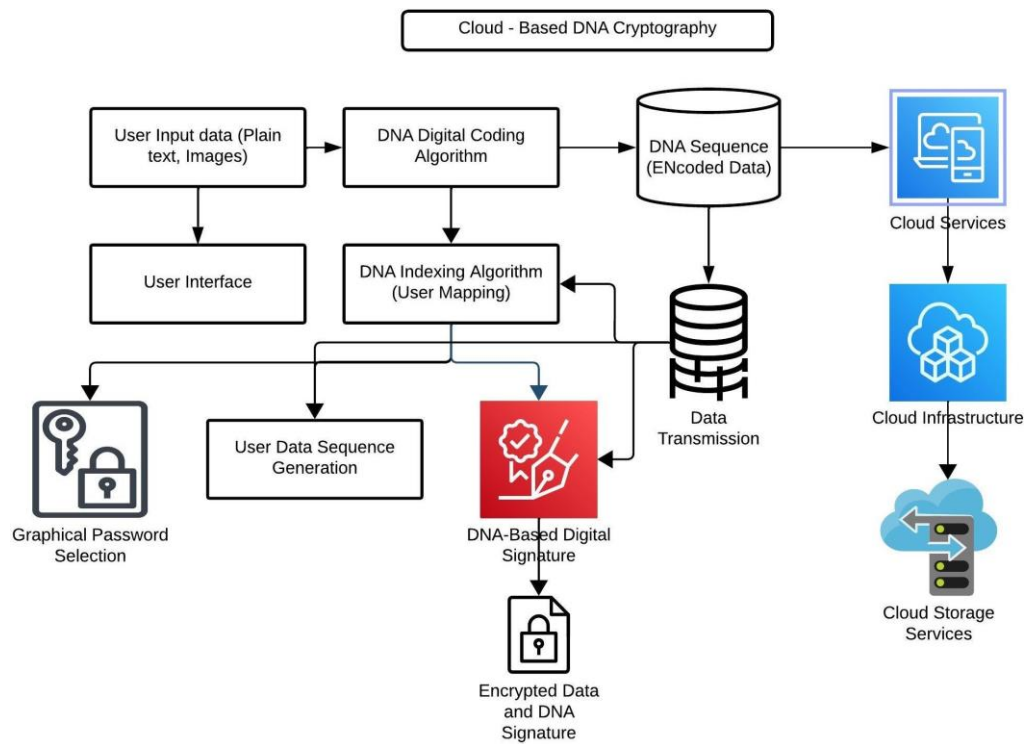 Cloud - Based DNA Cryptography
User Input data (Plain
text, Images)
DNA Digital Coding
Algorithm
DNA Sequence
(ENcoded Data)
Cloud Services
User Interface
DNA Indexing Algorithm
(User Mapping)
Data
Transmission
Cloud Infrastructure
User Data Sequence
Generation
Graphical Password
Selection
DNA-Based Digital
Signature
Cloud Storage
Services
Encrypted Data
and DNA
Signature